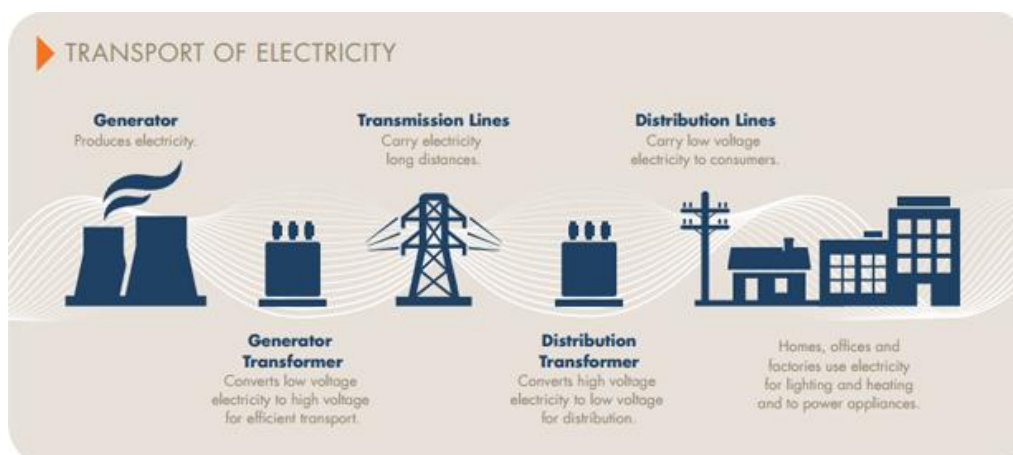 TRANSPORT OF ELECTRICITY
Generator
Produces electricity.
Transmission Lines
Carry electricity
long distances.
Distribution Lines
Carry low voltage
electricity to consumers.
Generator
Transformer
Converts low voltage
electricity to high voltage
for efficient transport.
Distribution
Transformer
Converts high voltage
electricity to low voltage
for distribution.
Homes, offices and
factories use electricity
for lighting and heating
and to power appliances.